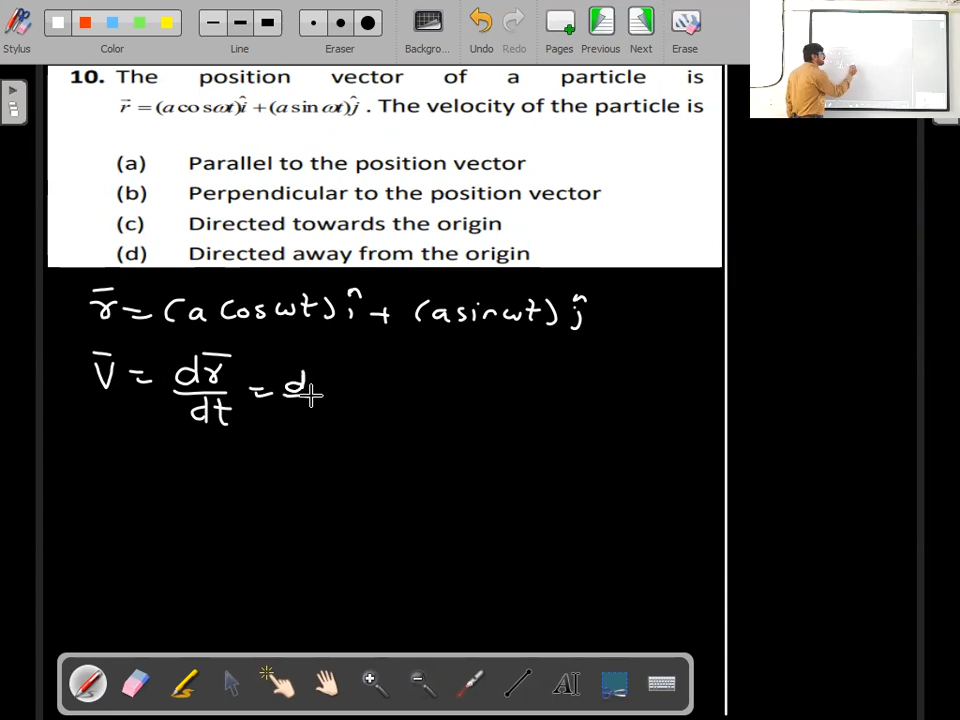 Stylus Color Line Eraser Backgro... Undo Redo Pages Previous Next Erase
10. The position vector of a particle is
r⃗ = (a cos ωt)î + (a sin ωt)ĵ . The velocity of the particle is
(a) Parallel to the position vector
(b) Perpendicular to the position vector
(c) Directed towards the origin
(d) Directed away from the origin
r̅ = (a cos ωt) î + (a sin ωt) ĵ
V̅ = dr̅/dt = d
AI